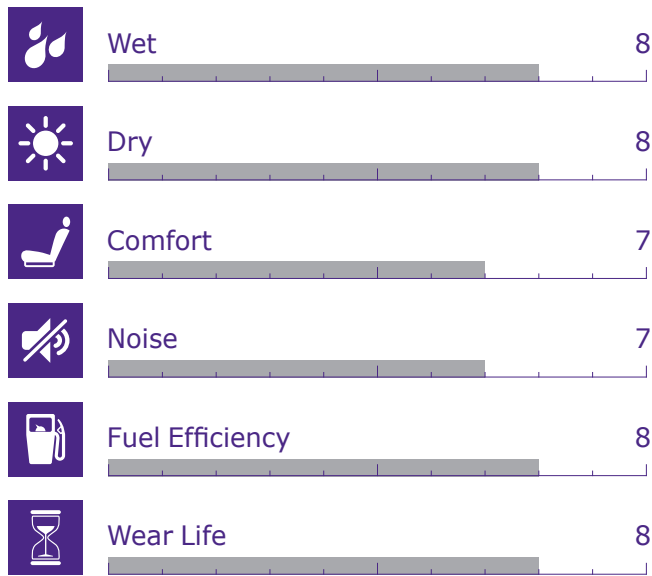 Wet 8
Dry 8
Comfort 7
Noise 7
Fuel Efficiency 8
Wear Life 8